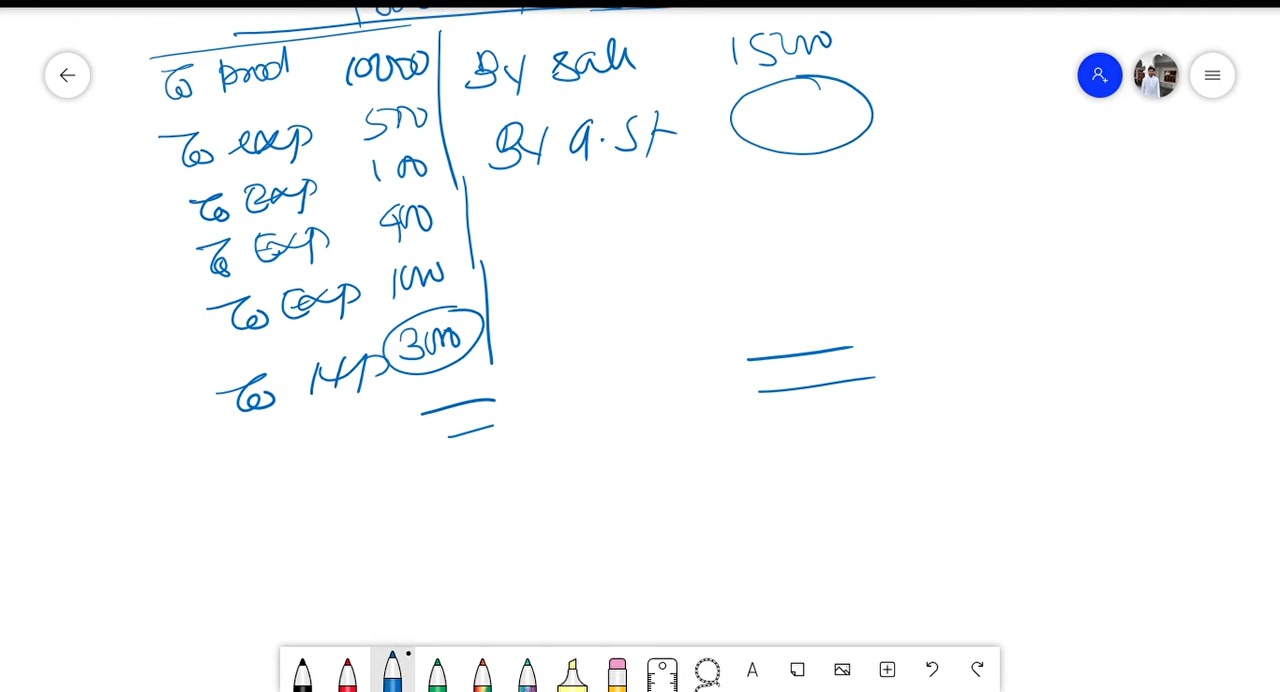 To prod 10000 By sale 15000
To exp 500 By
To Exp 100
To Exp 400
To Exp 1000
To N/p 3000
A